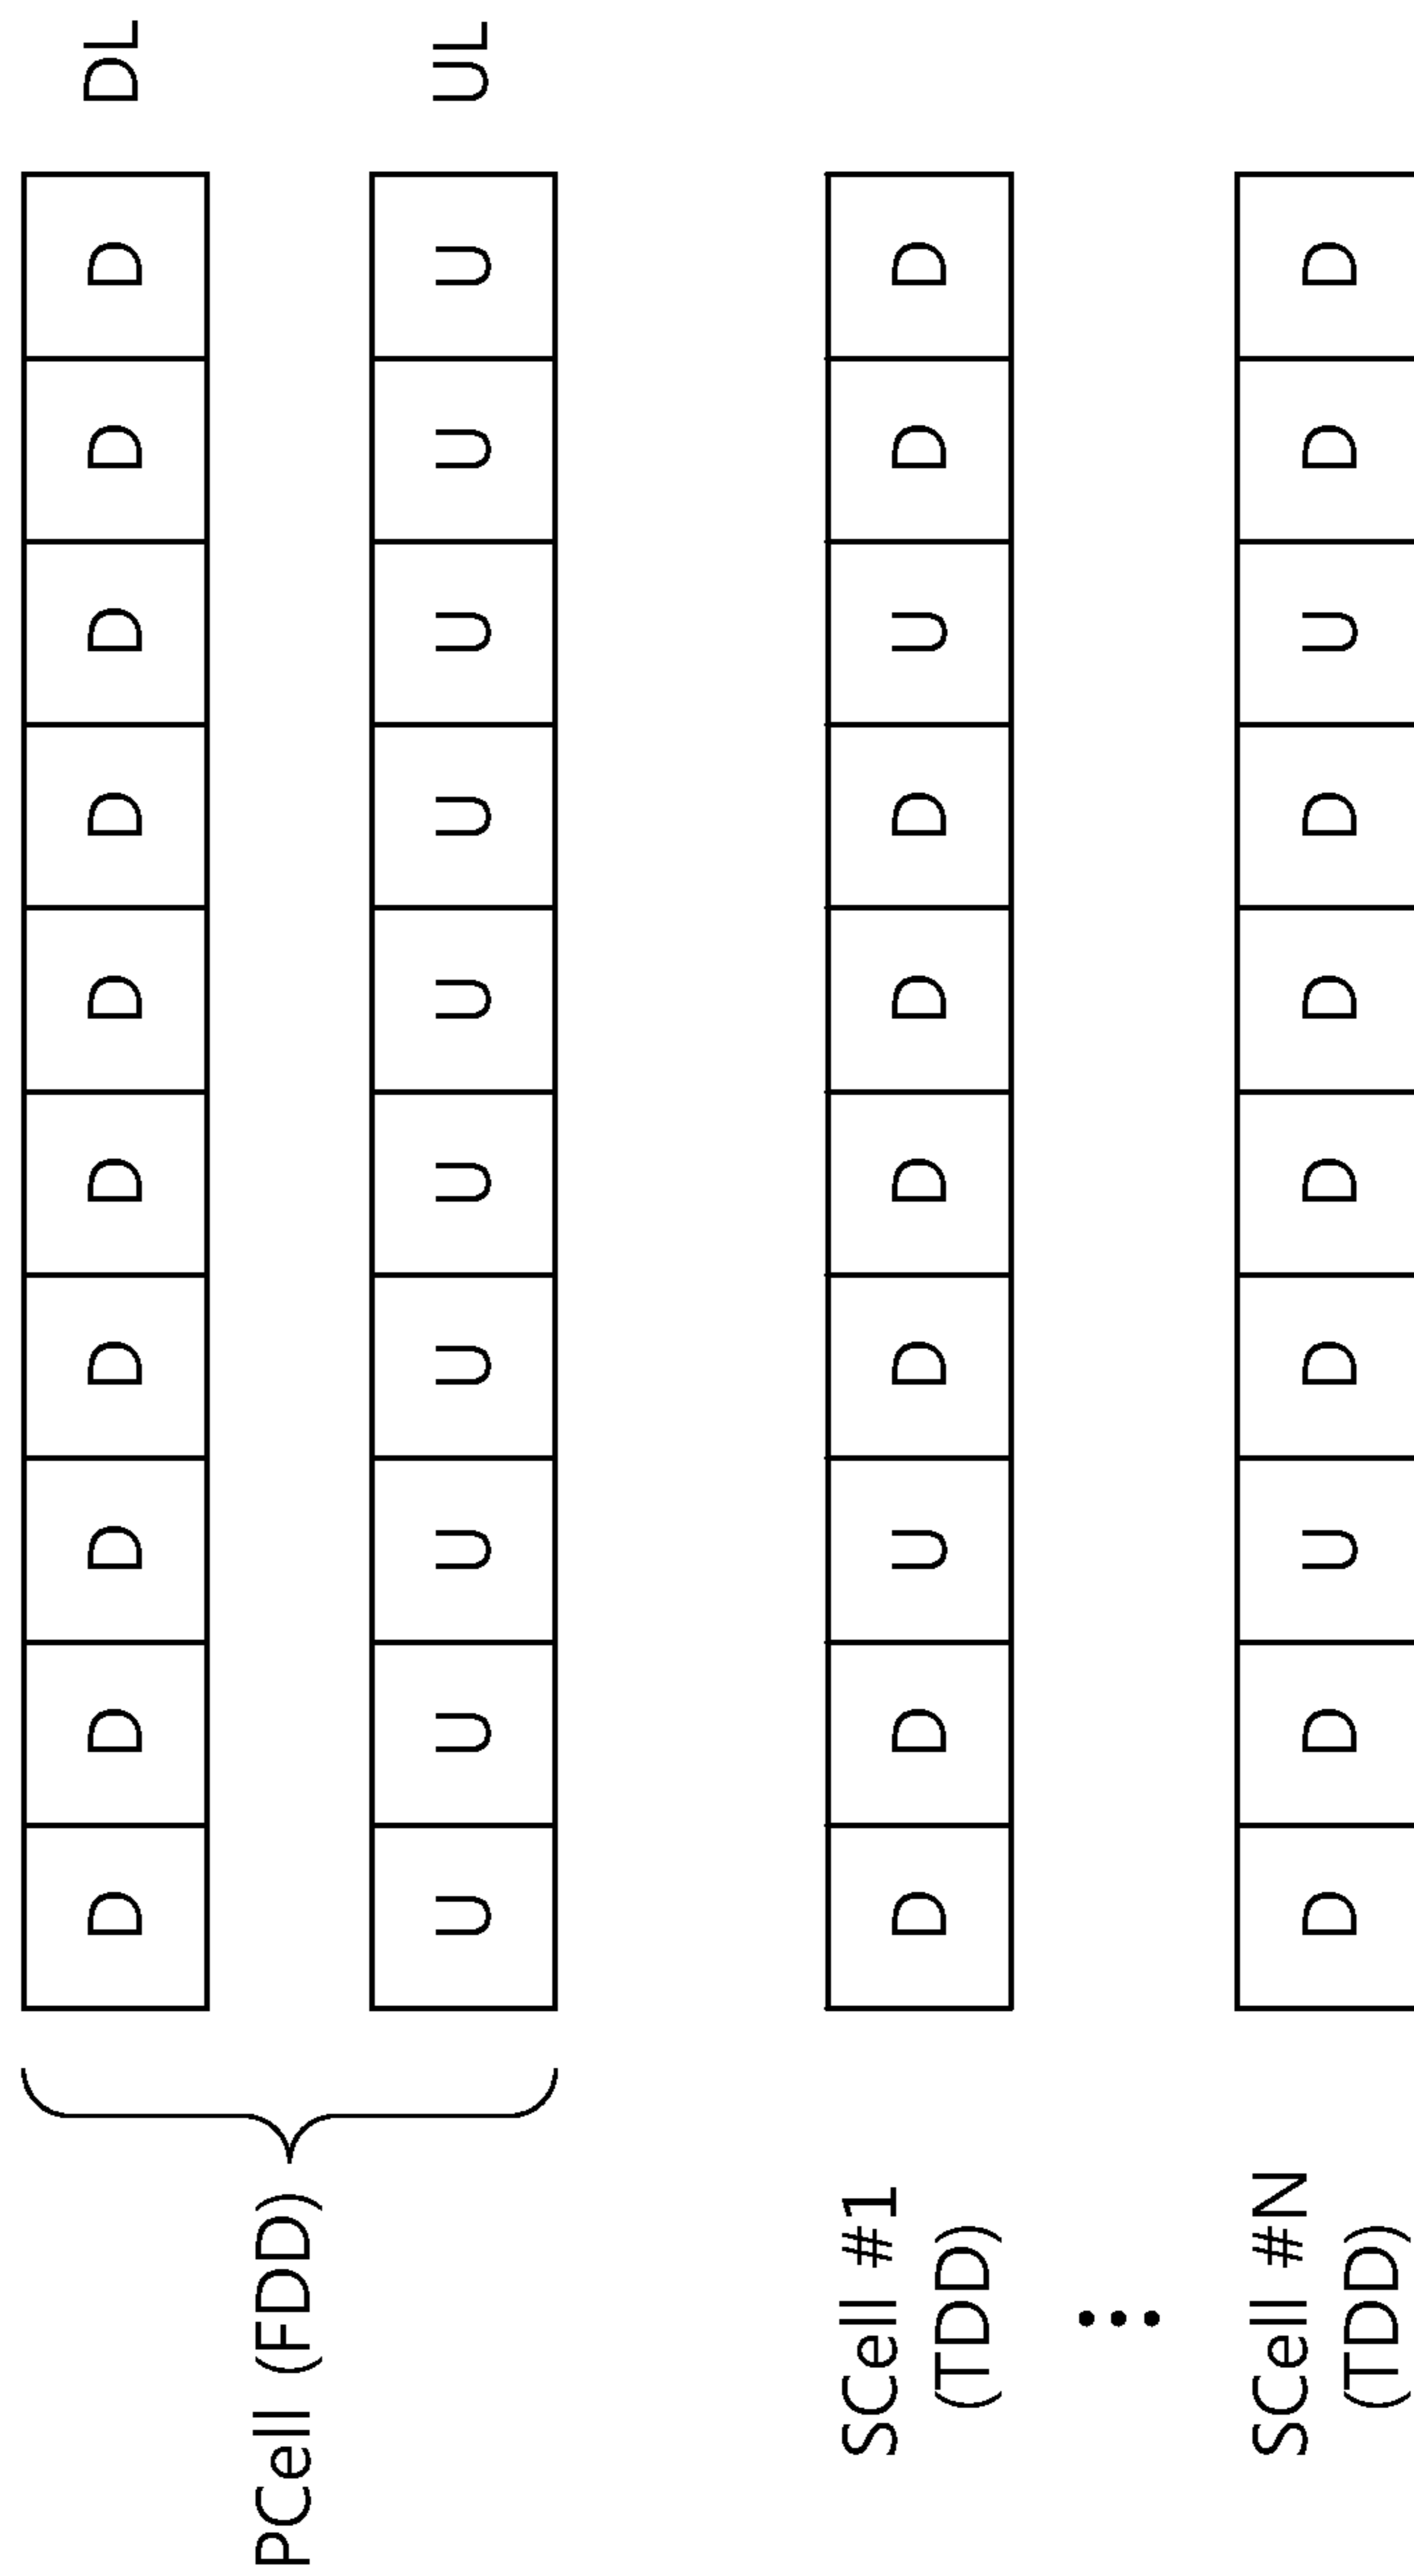 D D D D D D D D D D DL
PCell (FDD)
U U U U U U U U U U UL
SCell #1
(TDD)
D D U D D D D U D D
SCell #N
(TDD)
D D U D D D D U D D